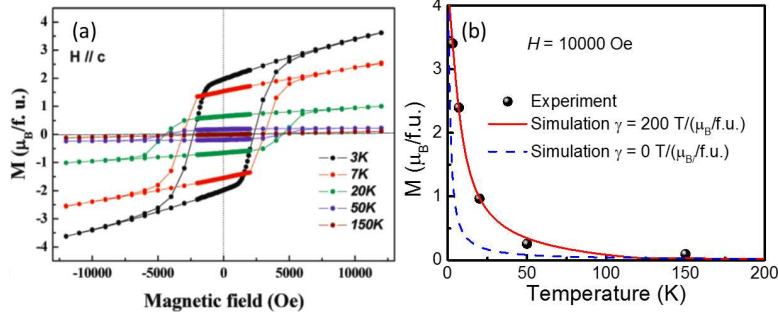 (a)
H // c
M (μB/f. u.)
4
3
2
1
0
-1
-2
-3
-4
3K
7K
20K
50K
150K
-10000 -5000 0 5000 10000
Magnetic field (Oe)
(b)
H = 10000 Oe
Experiment
Simulation γ = 200 T/(μB/f.u.)
Simulation γ = 0 T/(μB/f.u.)
M (μB/f.u.)
4
3
2
1
0
0 50 100 150 200
Temperature (K)